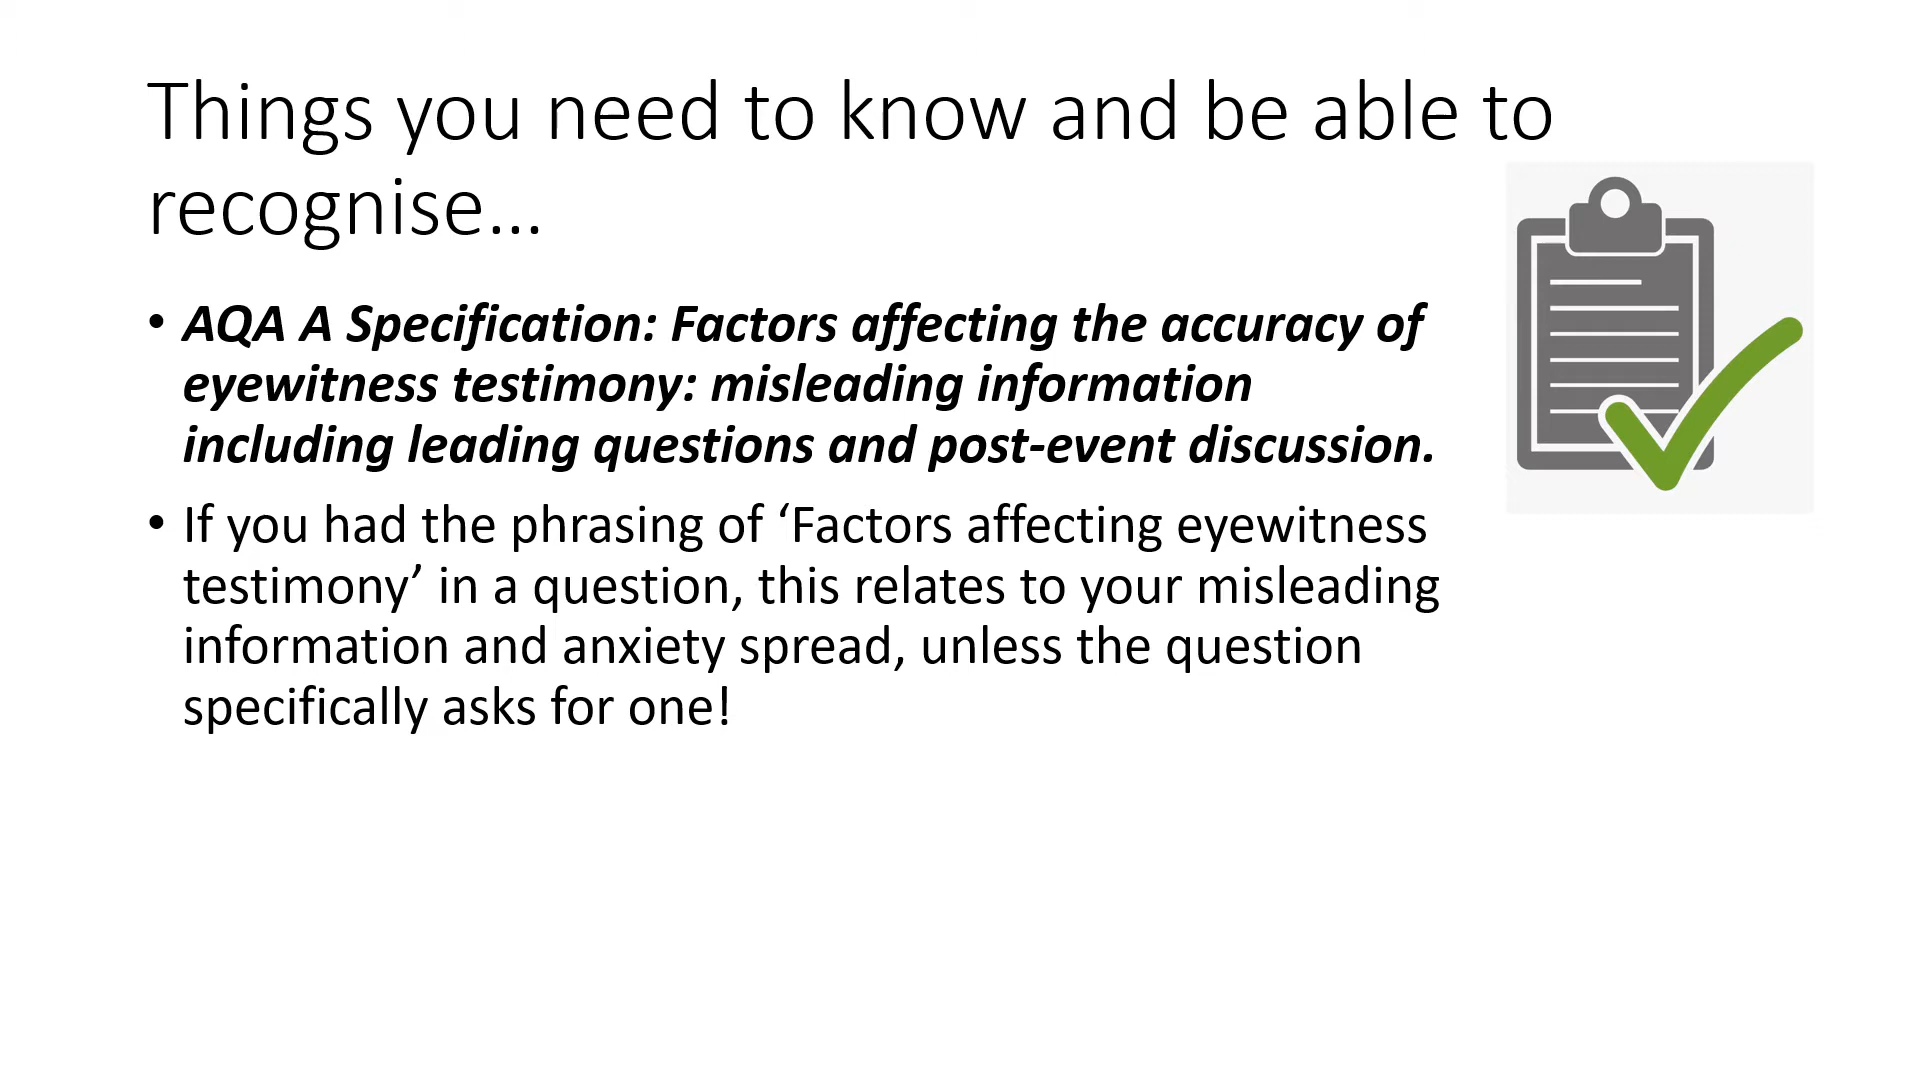 Things you need to know and be able to
recognise…
• AQA A Specification: Factors affecting the accuracy of
eyewitness testimony: misleading information
including leading questions and post-event discussion.
• If you had the phrasing of ‘Factors affecting eyewitness
testimony’ in a question, this relates to your misleading
information and anxiety spread, unless the question
specifically asks for one!